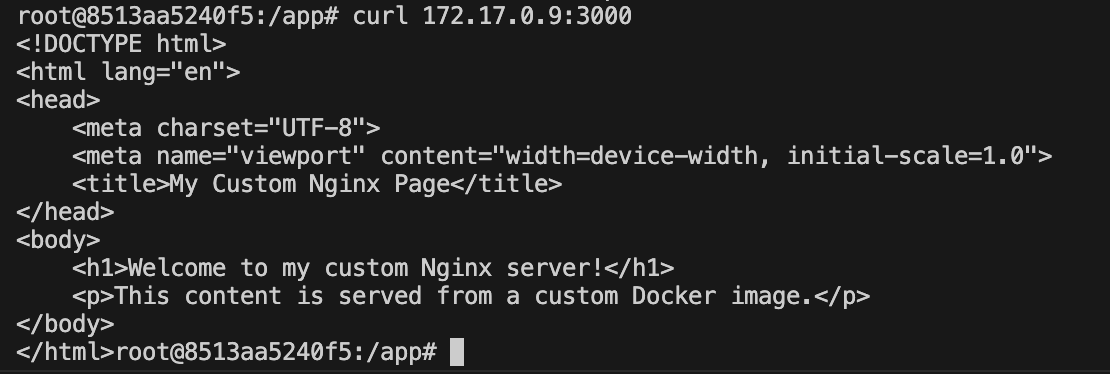 root@8513aa5240f5:/app# curl 172.17.0.9:3000
<!DOCTYPE html>
<html lang="en">
<head>
    <meta charset="UTF-8">
    <meta name="viewport" content="width=device-width, initial-scale=1.0">
    <title>My Custom Nginx Page</title>
</head>
<body>
    <h1>Welcome to my custom Nginx server!</h1>
    <p>This content is served from a custom Docker image.</p>
</body>
</html>root@8513aa5240f5:/app#